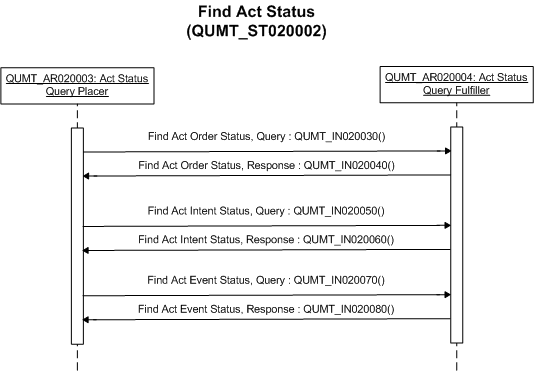 Find Act Status
(QUMT_ST020002)
QUMT_AR020003: Act Status
Query Placer
QUMT_AR020004: Act Status
Query Fulfiller
Find Act Order Status, Query : QUMT_IN020030()
Find Act Order Status, Response : QUMT_IN020040()
Find Act Intent Status, Query : QUMT_IN020050()
Find Act Intent Status, Response : QUMT_IN020060()
Find Act Event Status, Query : QUMT_IN020070()
Find Act Event Status, Response : QUMT_IN020080()